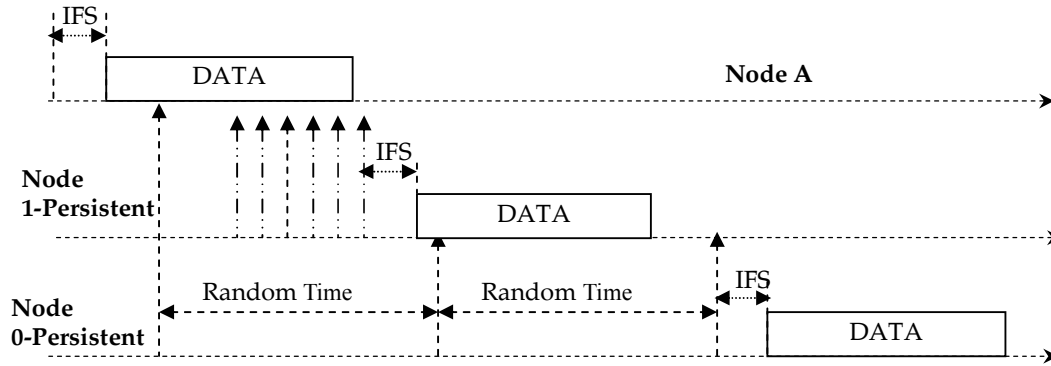 IFS
DATA
Node A
IFS
Node
1-Persistent
DATA
Random Time
Random Time
IFS
Node
0-Persistent
DATA